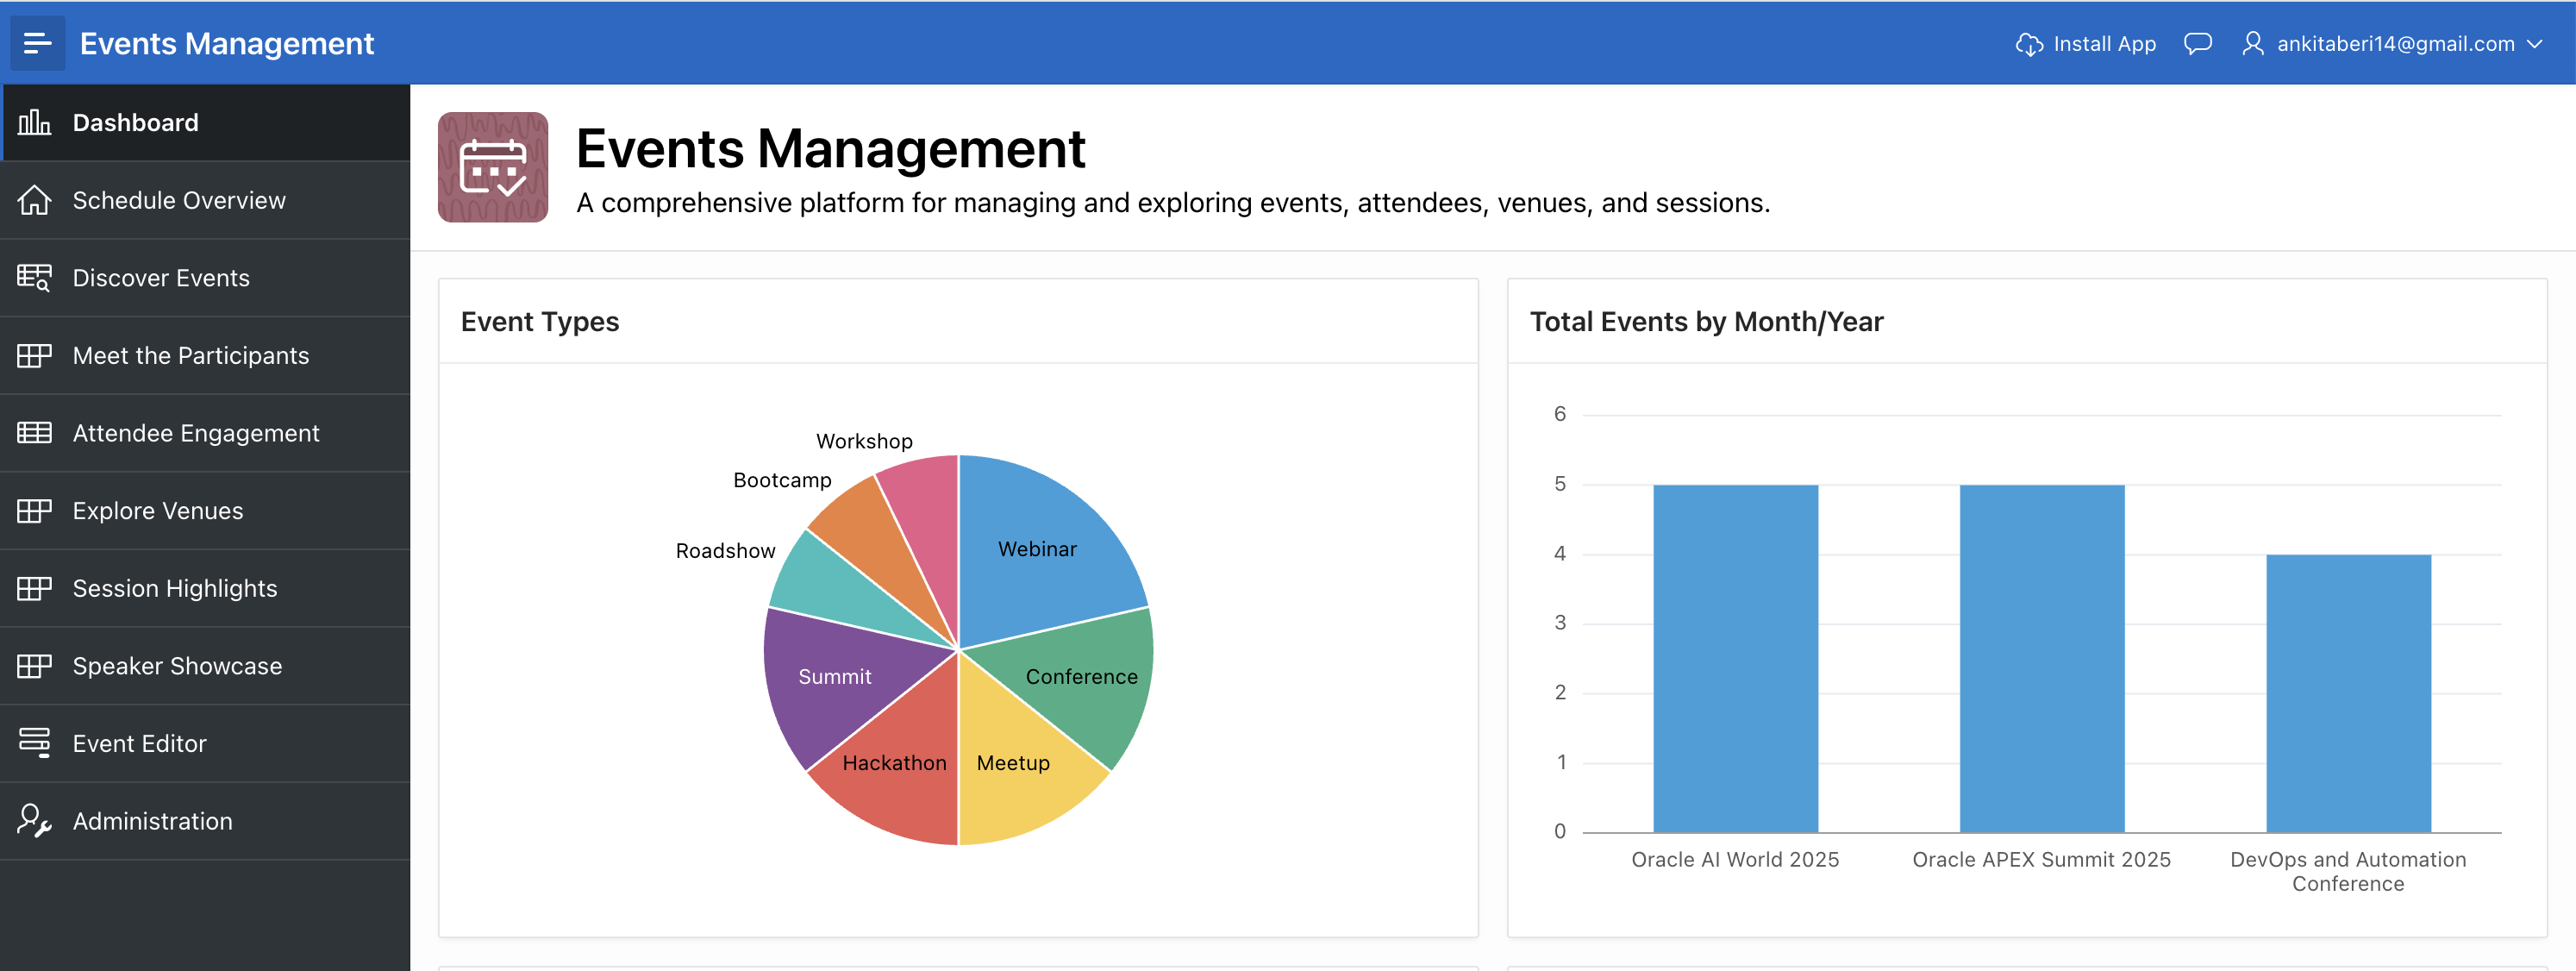 Events Management
Install App
ankitaberi14@gmail.com
Dashboard
Schedule Overview
Discover Events
Meet the Participants
Attendee Engagement
Explore Venues
Session Highlights
Speaker Showcase
Event Editor
Administration
Events Management
A comprehensive platform for managing and exploring events, attendees, venues, and sessions.
Event Types
Workshop
Bootcamp
Roadshow
Webinar
Summit
Conference
Hackathon
Meetup
Total Events by Month/Year
6
5
4
3
2
1
0
Oracle AI World 2025
Oracle APEX Summit 2025
DevOps and Automation
Conference